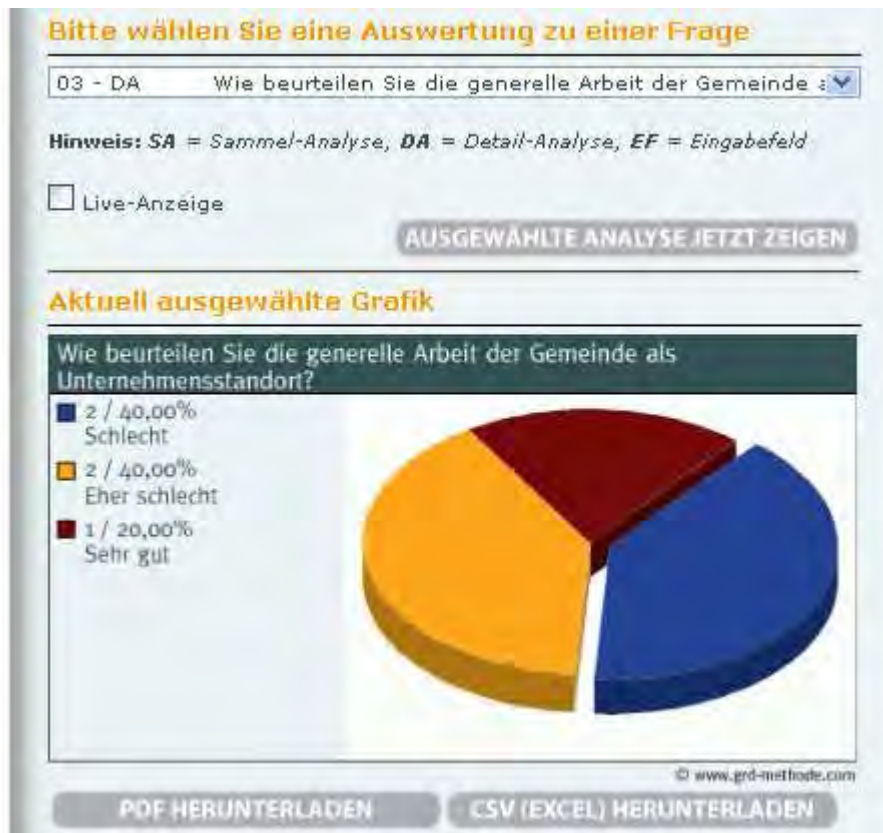 Bitte wählen Sie eine Auswertung zu einer Frage
03 - DA Wie beurteilen Sie die generelle Arbeit der Gemeinde
Hinweis: SA = Sammel-Analyse, DA = Detail-Analyse, EF = Eingabefeld
Live-Anzeige
AUSGEWÄHLTE ANALYSE JETZT ZEIGEN
Aktuell ausgewählte Grafik
Wie beurteilen Sie die generelle Arbeit der Gemeinde als
Unternehmensstandort?
2 / 40,00%
Schlecht
2 / 40,00%
Eher schlecht
1 / 20,00%
Sehr gut
© www.grd-methode.com
PDF HERUNTERLADEN
CSV (EXCEL) HERUNTERLADEN